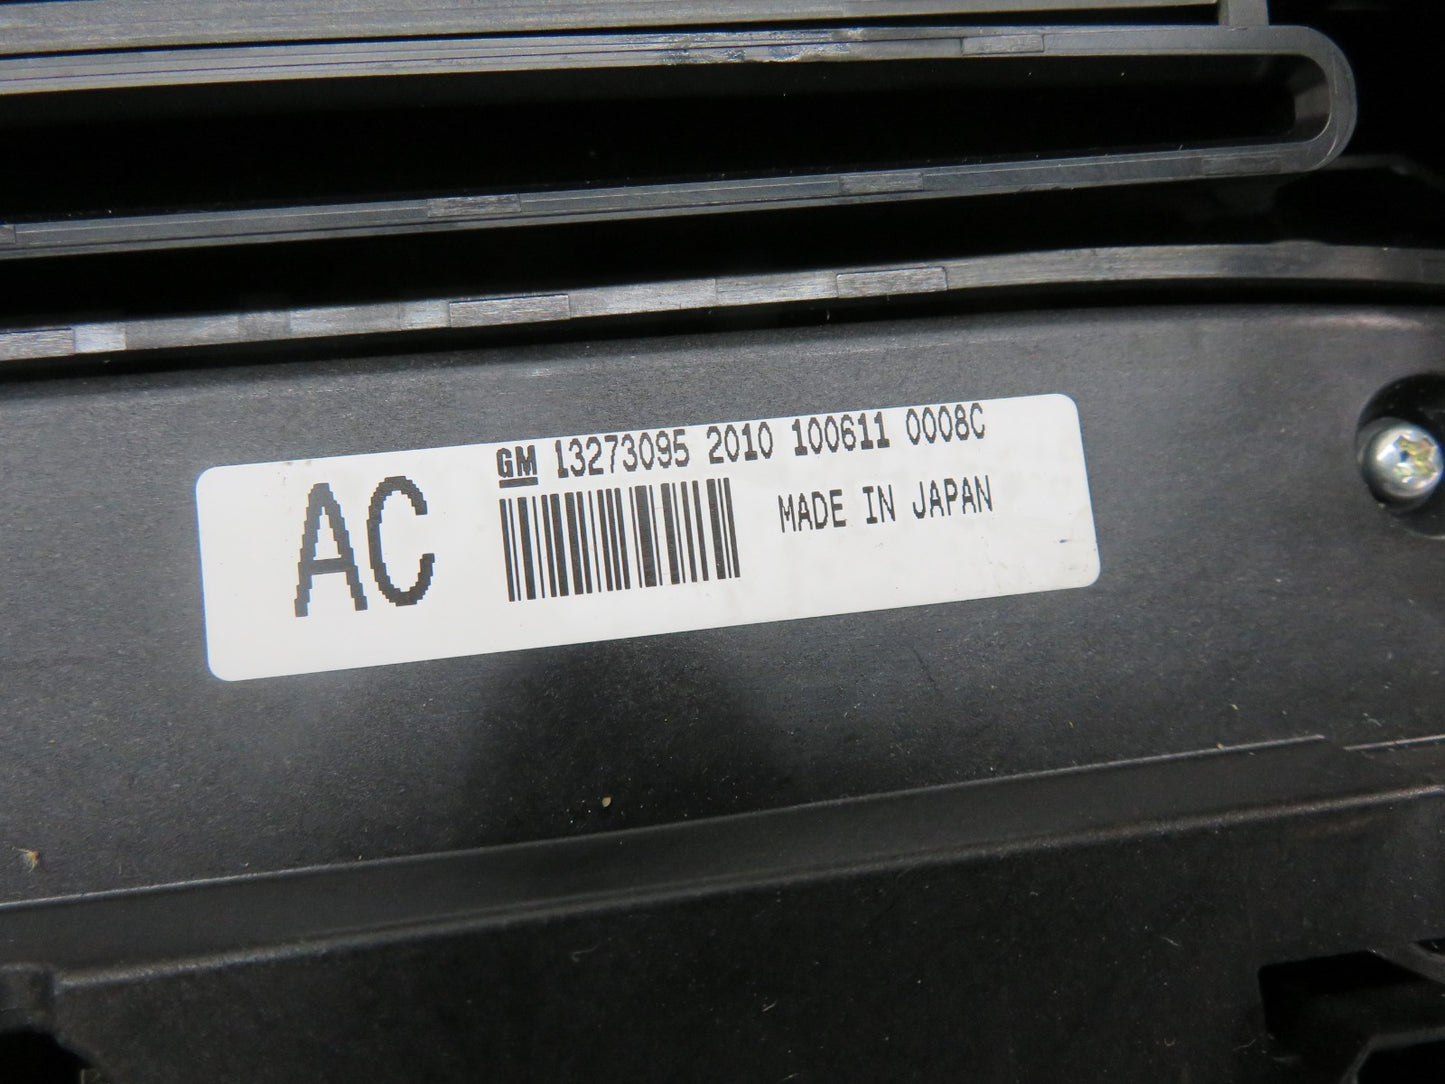 AC
GM 13273095 2010 100611 0008C
MADE IN JAPAN